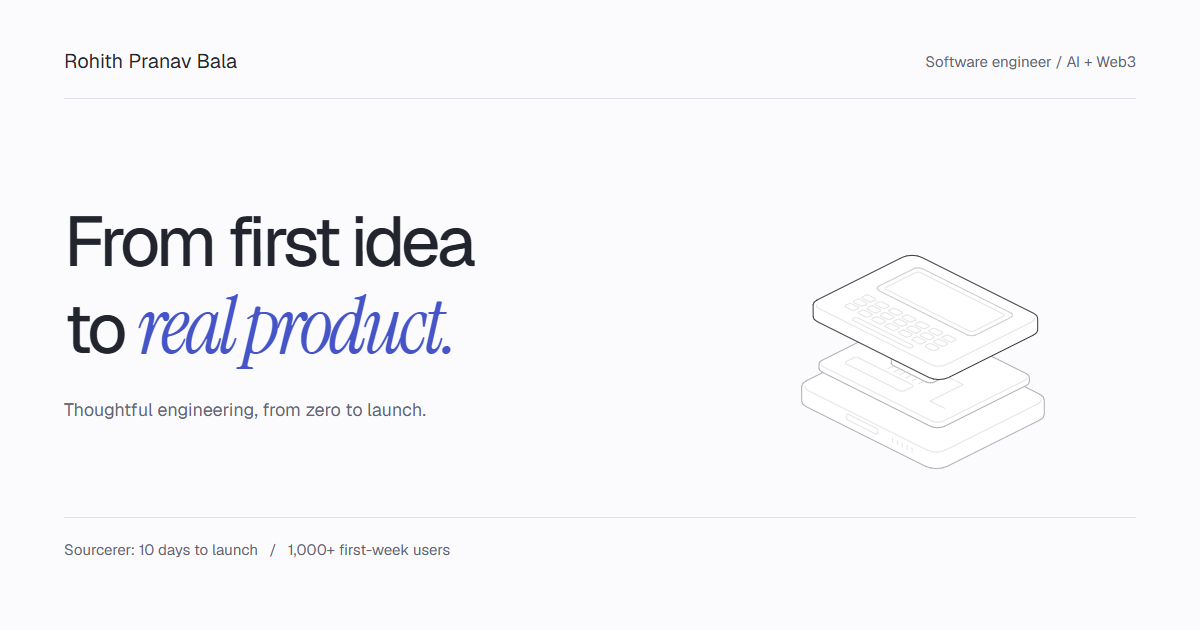 Rohith Pranav Bala
Software engineer / AI + Web3
From first idea
to real product.
Thoughtful engineering, from zero to launch.
Sourcerer: 10 days to launch / 1,000+ first-week users